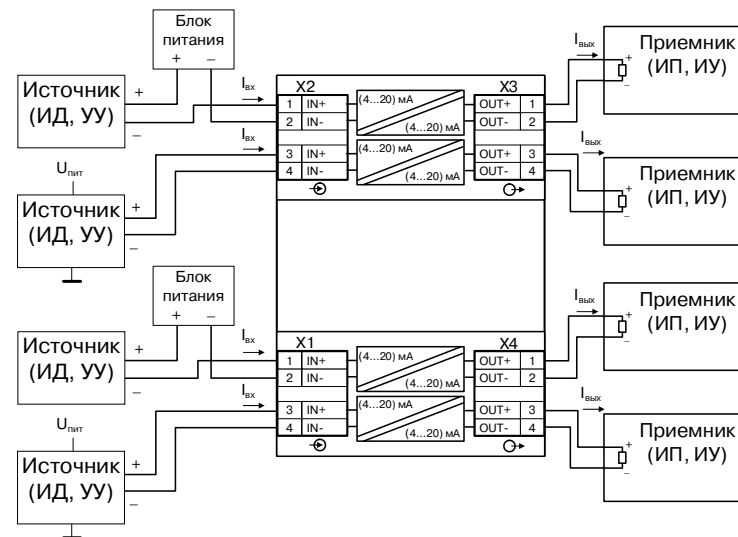 Блок
питания
+ −
Источник
(ИД, УУ)
+
−
Iвх
X2
1 IN+
2 IN-
3 IN+
4 IN-
(4...20) мА
(4...20) мА
(4...20) мА
(4...20) мА
X3
OUT+ 1
OUT- 2
OUT+ 3
OUT- 4
Iвых
+
−
Приемник
(ИП, ИУ)
Iвх
Uпит
Источник
(ИД, УУ)
+
−
Iвых
+
−
Приемник
(ИП, ИУ)
Блок
питания
+ −
Источник
(ИД, УУ)
+
−
Iвх
X1
1 IN+
2 IN-
3 IN+
4 IN-
(4...20) мА
(4...20) мА
(4...20) мА
(4...20) мА
X4
OUT+ 1
OUT- 2
OUT+ 3
OUT- 4
Iвых
+
−
Приемник
(ИП, ИУ)
Iвх
Uпит
Источник
(ИД, УУ)
+
−
Iвых
+
−
Приемник
(ИП, ИУ)